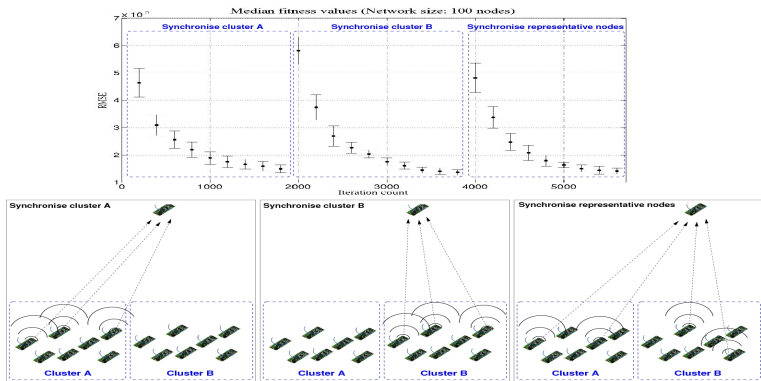 Median fitness values (Network size: 100 nodes)
Synchronise cluster A
Synchronise cluster B
Synchronise representative nodes
RMSE
7
6
5
4
3
2
1
0
1000
2000
3000
4000
5000
Iteration count
Synchronise cluster A
Synchronise cluster B
Synchronise representative nodes
Cluster A
Cluster B
Cluster A
Cluster B
Cluster A
Cluster B